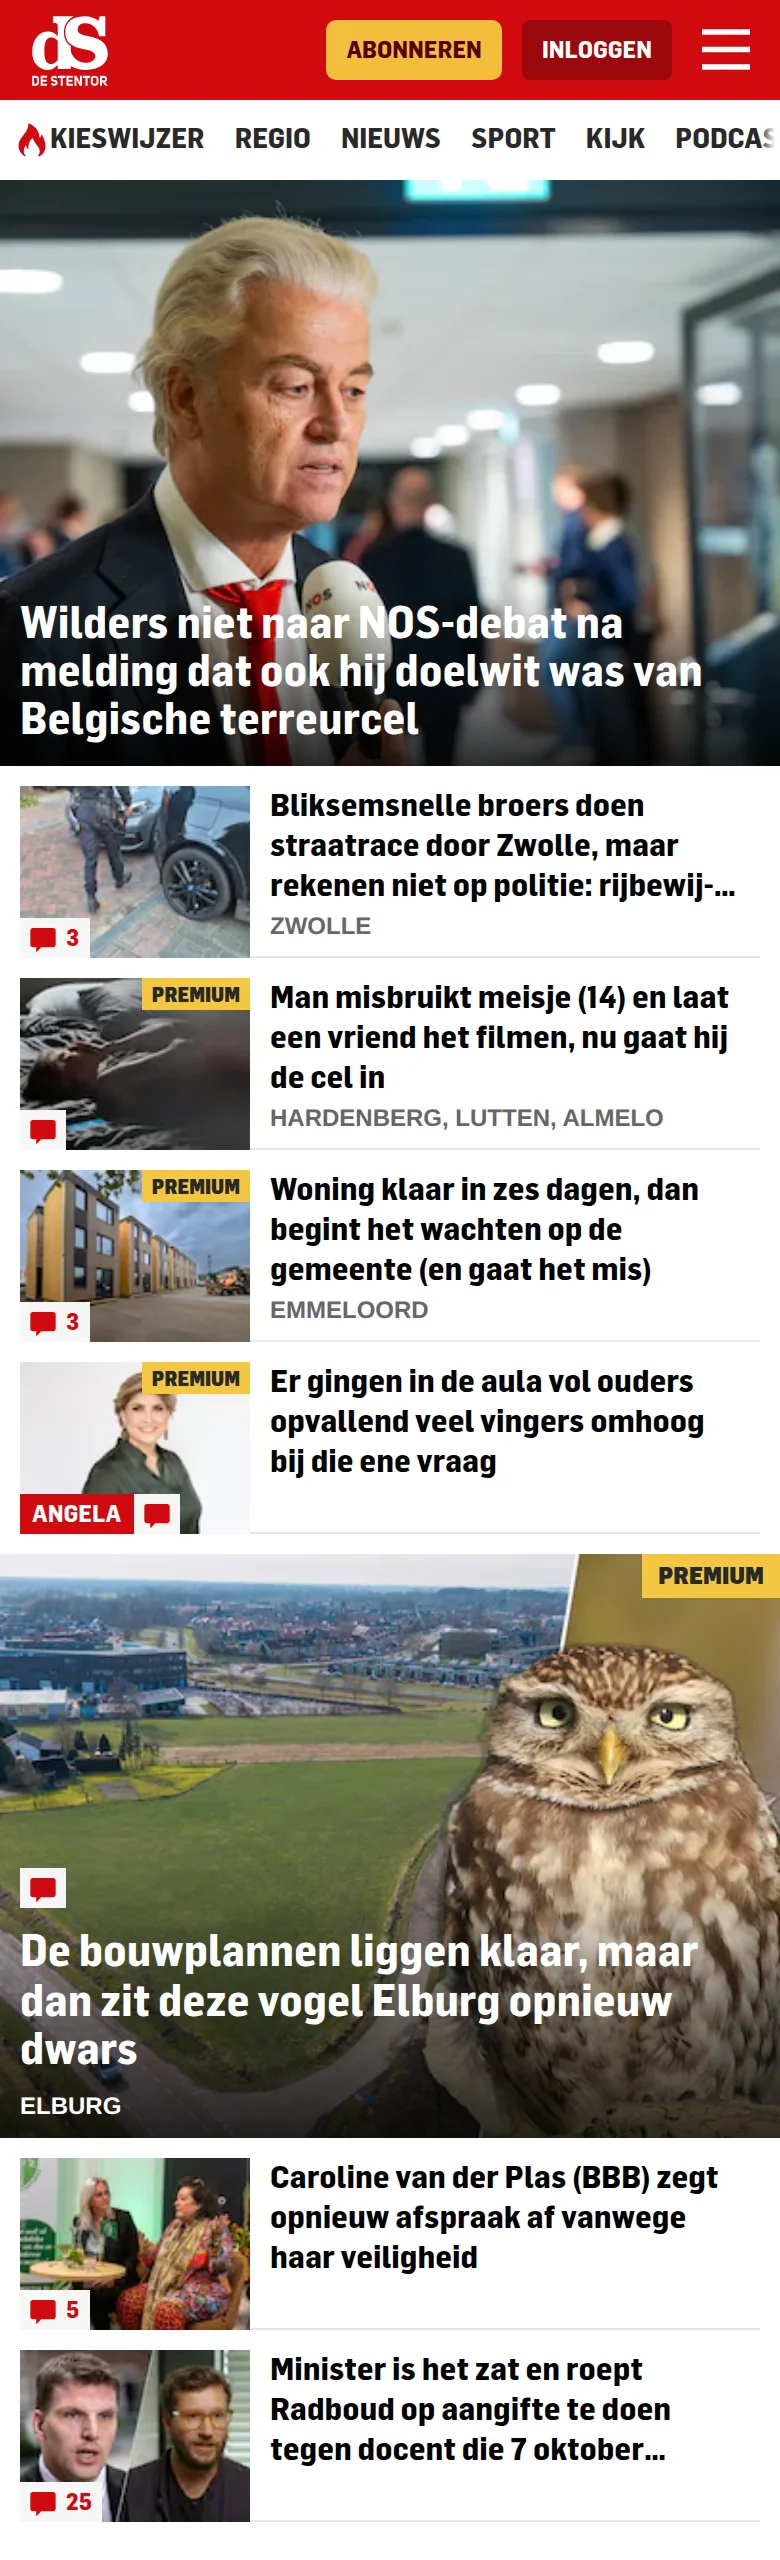 dS
DE STENTOR
ABONNEREN
INLOGGEN
KIESWIJZER REGIO NIEUWS SPORT KIJK PODCAS
NOS
Wilders niet naar NOS-debat na
melding dat ook hij doelwit was van
Belgische terreurcel
Bliksemsnelle broers doen
straatrace door Zwolle, maar
rekenen niet op politie: rijbewij-...
ZWOLLE
3
PREMIUM
Man misbruikt meisje (14) en laat
een vriend het filmen, nu gaat hij
de cel in
HARDENBERG, LUTTEN, ALMELO
PREMIUM
Woning klaar in zes dagen, dan
begint het wachten op de
gemeente (en gaat het mis)
EMMELOORD
3
PREMIUM
Er gingen in de aula vol ouders
opvallend veel vingers omhoog
bij die ene vraag
ANGELA
PREMIUM
De bouwplannen liggen klaar, maar
dan zit deze vogel Elburg opnieuw
dwars
ELBURG
Caroline van der Plas (BBB) zegt
opnieuw afspraak af vanwege
haar veiligheid
5
Minister is het zat en roept
Radboud op aangifte te doen
tegen docent die 7 oktober...
25